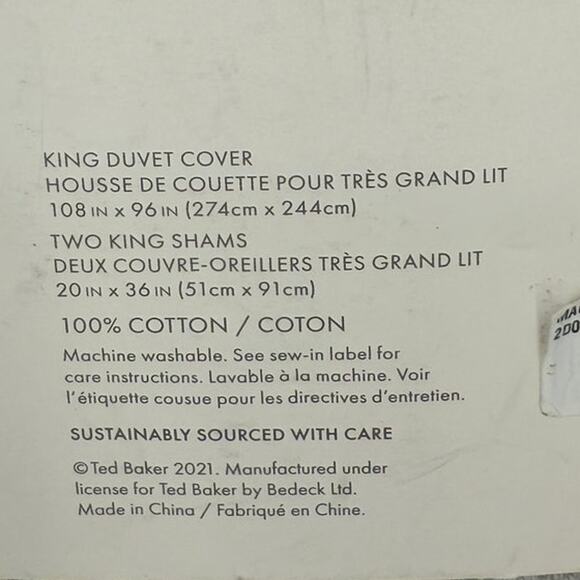 KING DUVET COVER
HOUSSE DE COUETTE POUR TRÈS GRAND LIT
108 IN x 96 IN (274cm x 244cm)
TWO KING SHAMS
DEUX COUVRE-OREILLERS TRÈS GRAND LIT
20 IN x 36 IN (51cm x 91cm)
100% COTTON / COTON
Machine washable. See sew-in label for
care instructions. Lavable à la machine. Voir
l'étiquette cousue pour les directives d'entretien.
SUSTAINABLY SOURCED WITH CARE
©Ted Baker 2021. Manufactured under
license for Ted Baker by Bedeck Ltd.
Made in China / Fabriqué en Chine.